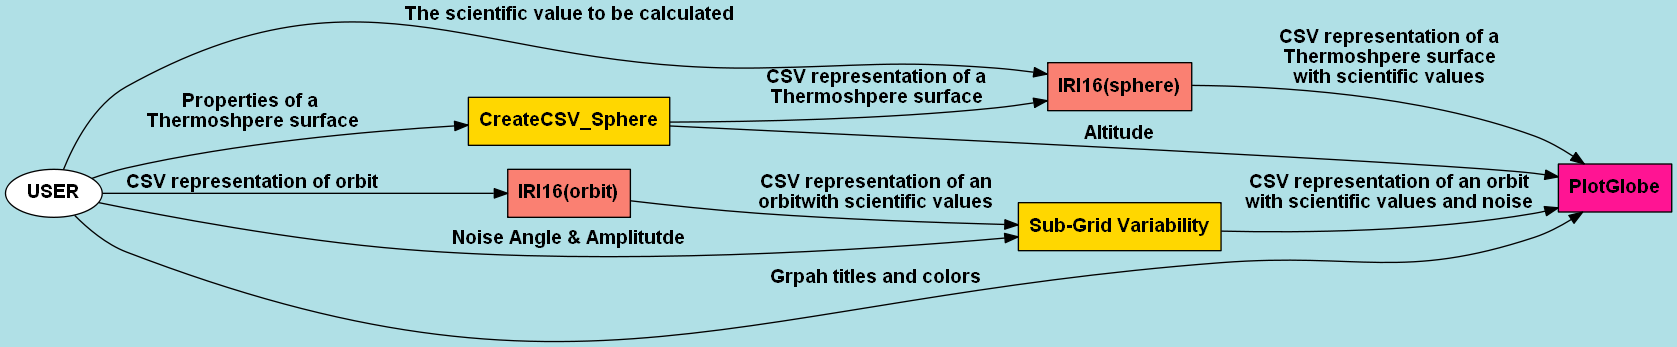 The scientific value to be calculated
CSV representation of a
Thermoshpere surface
with scientific values
CSV representation of a
Thermoshpere surface
IRI16(sphere)
Properties of a
Thermoshpere surface
CreateCSV_Sphere
Altitude
USER
CSV representation of orbit
IRI16(orbit)
CSV representation of an
orbitwith scientific values
CSV representation of an orbit
with scientific values and noise
PlotGlobe
Sub-Grid Variability
Noise Angle & Amplitutde
Grpah titles and colors